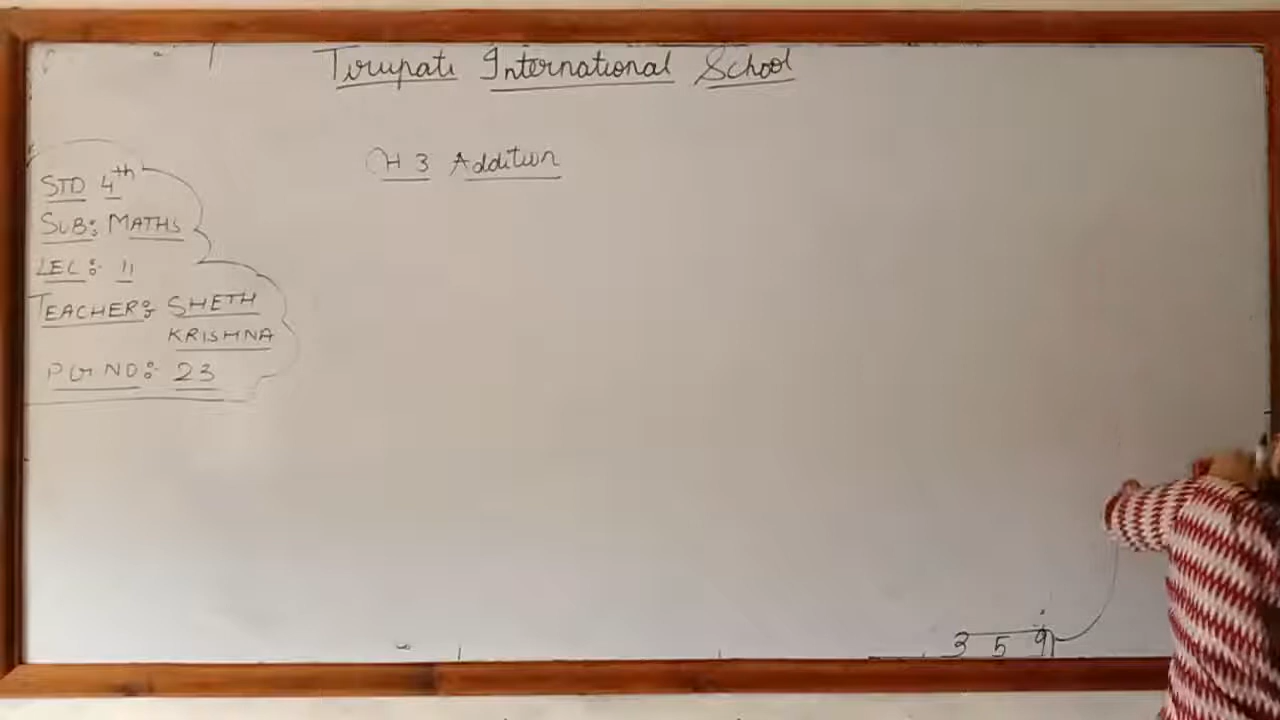 Tirupati International School
CH 3 Addition
STD 4th
SUB: MATHS
LEC:- 11
TEACHER: SHETH
KRISHNA
PG NO:- 23
3 5 9